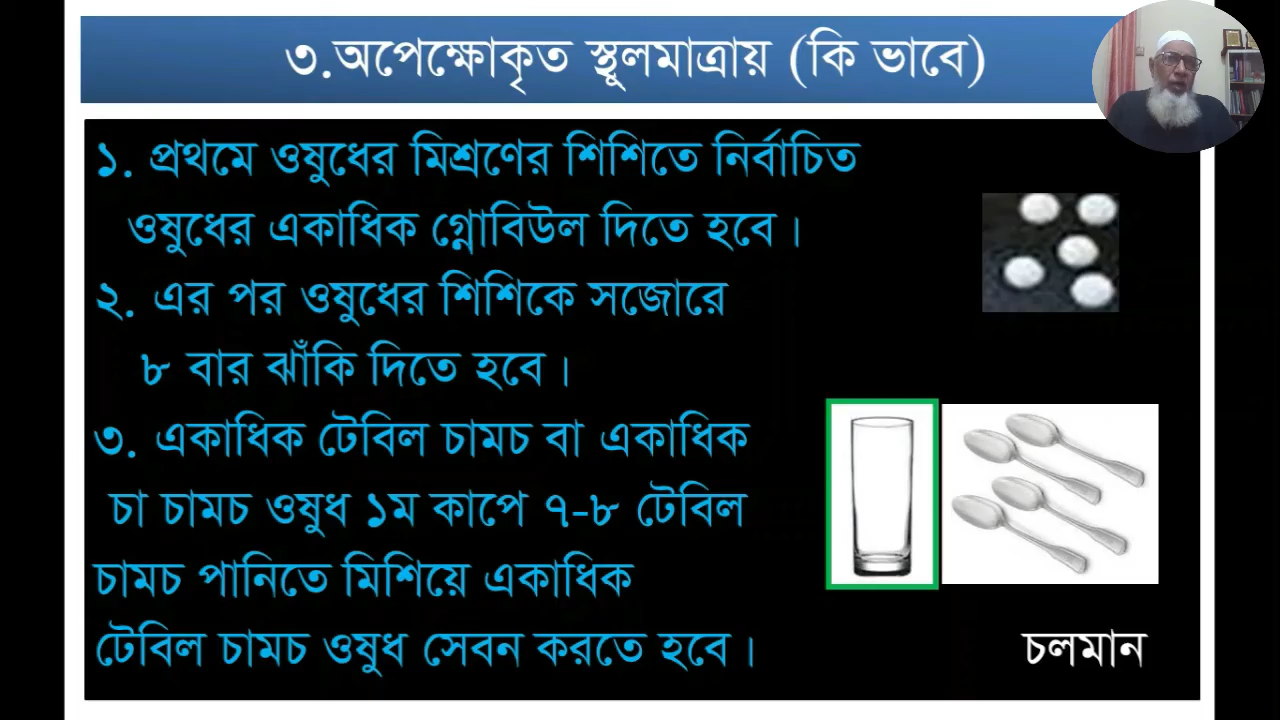 ৩.অপেক্ষোকৃত স্থূলমাত্রায় (কি ভাবে)
১. প্রথমে ওষুধের মিশ্রণের শিশিতে নির্বাচিত
ওষুধের একাধিক গ্লোবিউল দিতে হবে।
২. এর পর ওষুধের শিশিকে সজোরে
৮ বার ঝাঁকি দিতে হবে।
৩. একাধিক টেবিল চামচ বা একাধিক
চা চামচ ওষুধ ১ম কাপে ৭-৮ টেবিল
চামচ পানিতে মিশিয়ে একাধিক
টেবিল চামচ ওষুধ সেবন করতে হবে।
চলমান